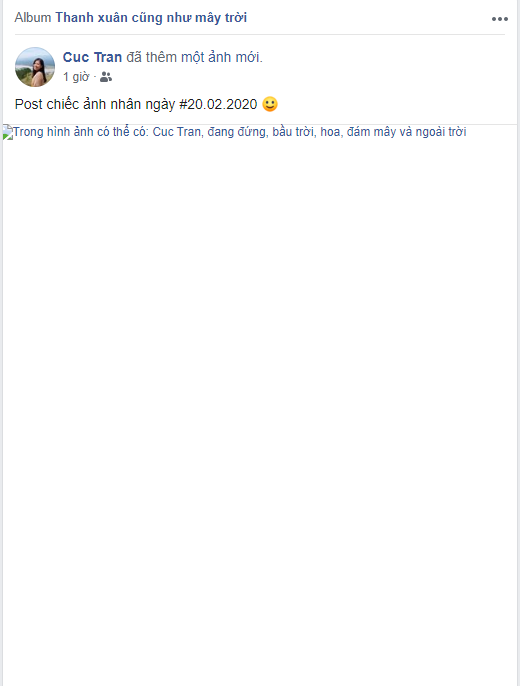 Album Thanh xuân cũng như mây trời
Cuc Tran đã thêm một ảnh mới.
1 giờ ·
Post chiếc ảnh nhân ngày #20.02.2020 🙂
Trong hình ảnh có thể có: Cuc Tran, đang đứng, bầu trời, hoa, đám mây và ngoài trời